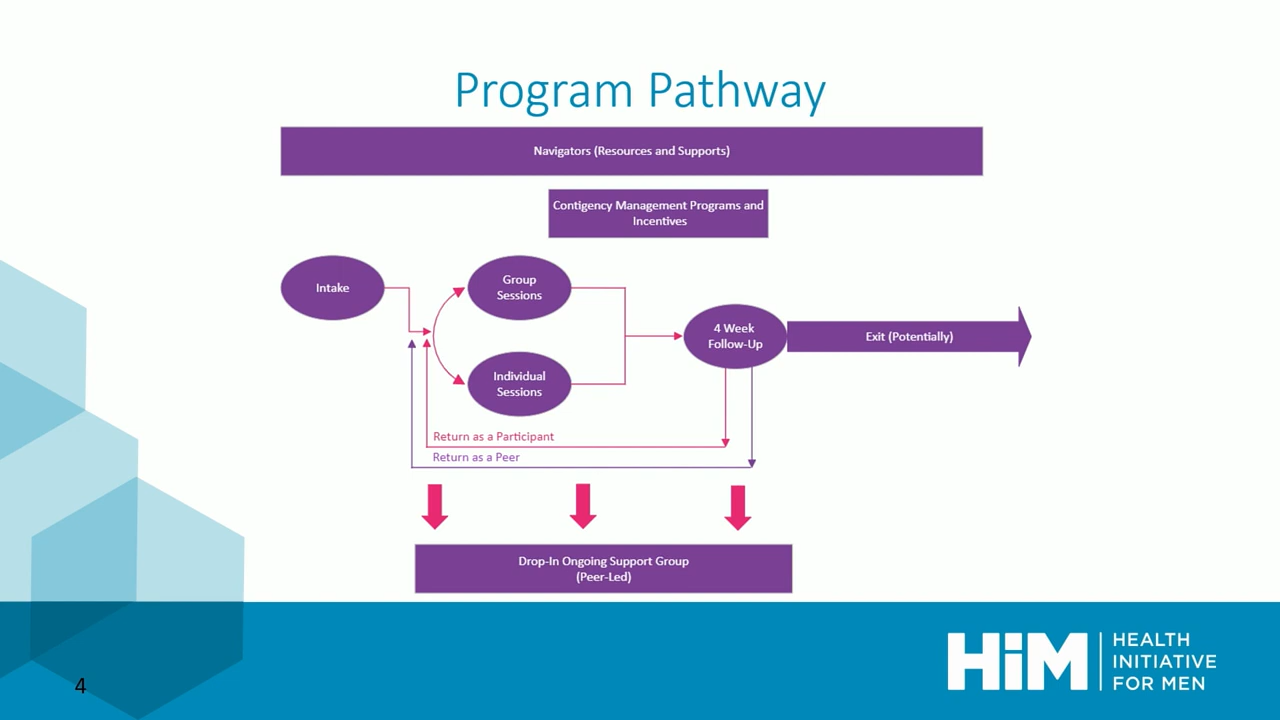 Program Pathway
Navigators (Resources and Supports)
Contigency Management Programs and
Incentives
Intake
Group
Sessions
4 Week
Follow-Up
Exit (Potentially)
Individual
Sessions
Return as a Participant
Return as a Peer
Drop-In Ongoing Support Group
(Peer-Led)
HiM
HEALTH
INITIATIVE
FOR MEN
4